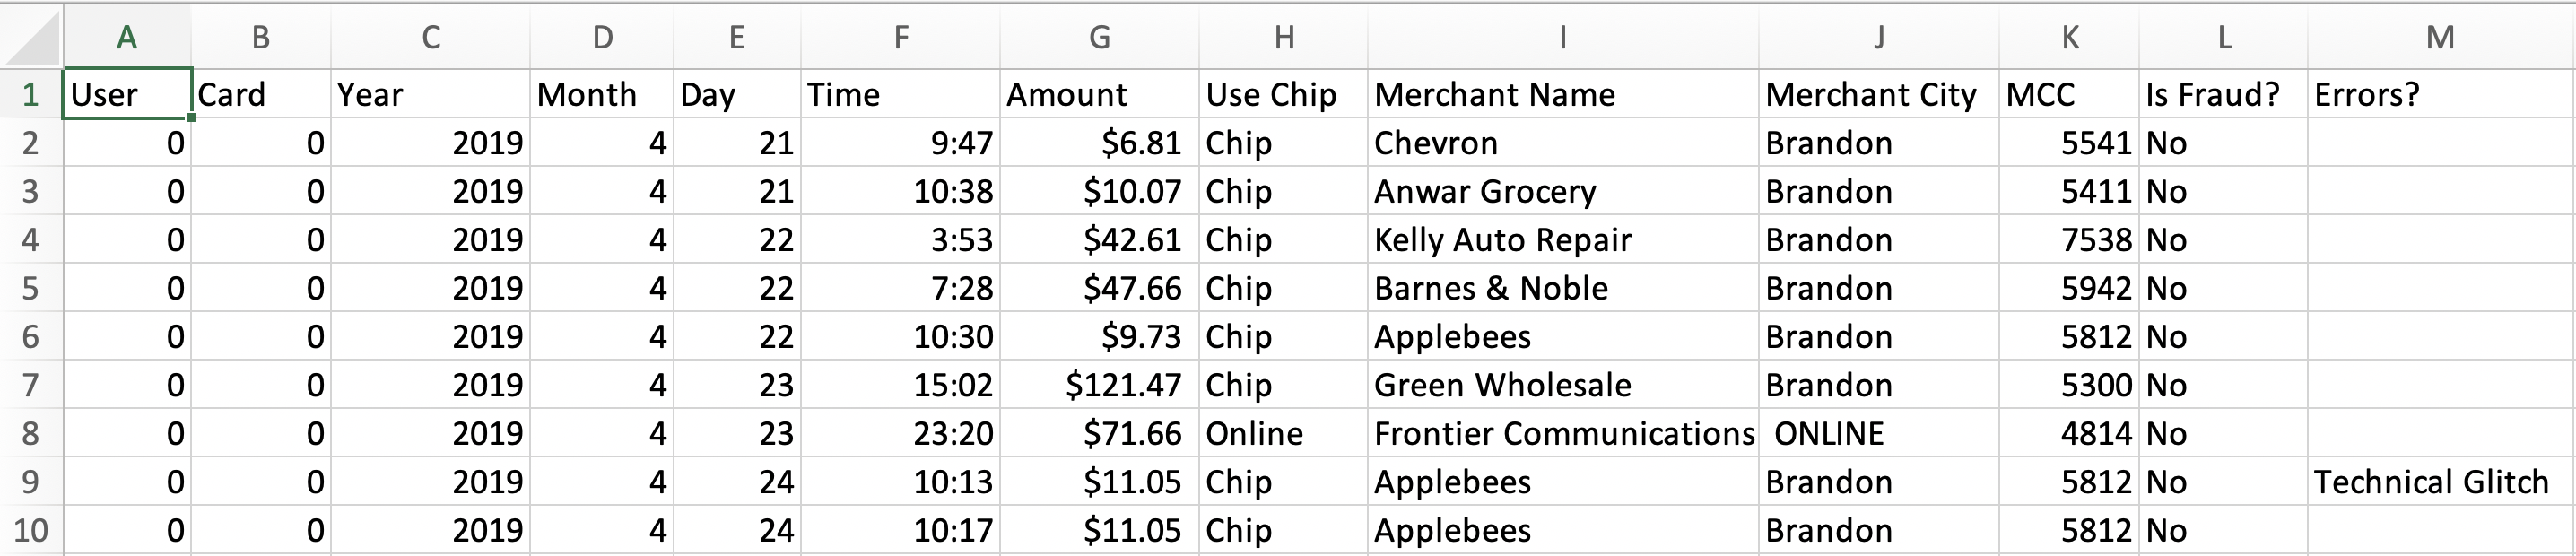 A B C D E F G H I J K L M
1 User Card Year Month Day Time Amount Use Chip Merchant Name Merchant City MCC Is Fraud? Errors?
2 0 0 2019 4 21 9:47 $6.81 Chip Chevron Brandon 5541 No
3 0 0 2019 4 21 10:38 $10.07 Chip Anwar Grocery Brandon 5411 No
4 0 0 2019 4 22 3:53 $42.61 Chip Kelly Auto Repair Brandon 7538 No
5 0 0 2019 4 22 7:28 $47.66 Chip Barnes & Noble Brandon 5942 No
6 0 0 2019 4 22 10:30 $9.73 Chip Applebees Brandon 5812 No
7 0 0 2019 4 23 15:02 $121.47 Chip Green Wholesale Brandon 5300 No
8 0 0 2019 4 23 23:20 $71.66 Online Frontier Communications ONLINE 4814 No
9 0 0 2019 4 24 10:13 $11.05 Chip Applebees Brandon 5812 No Technical Glitch
10 0 0 2019 4 24 10:17 $11.05 Chip Applebees Brandon 5812 No